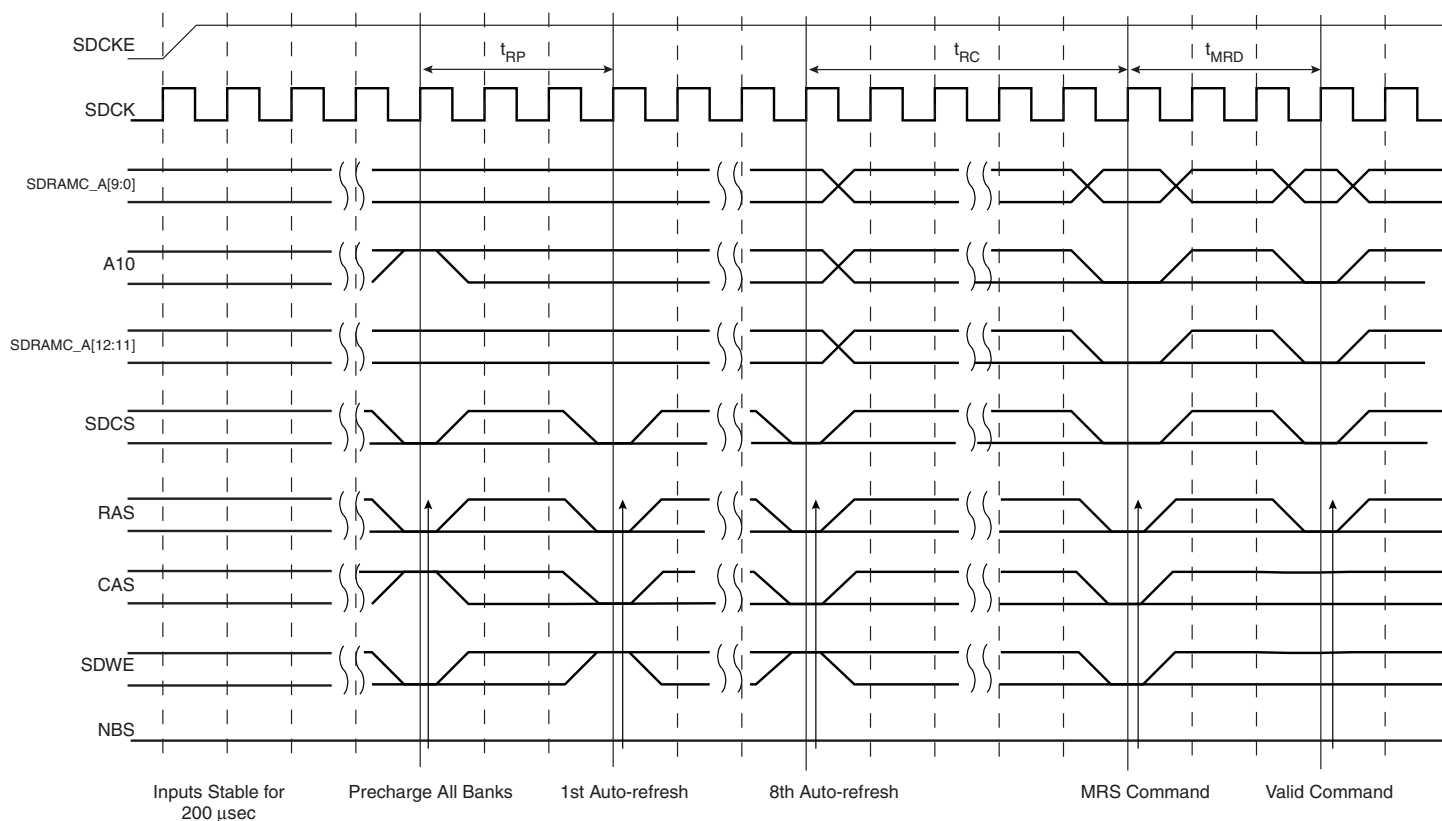 SDCKE
t_RP
t_RC
t_MRD
SDCK
SDRAMC_A[9:0]
A10
SDRAMC_A[12:11]
SDCS
RAS
CAS
SDWE
NBS
Inputs Stable for
200 μsec
Precharge All Banks
1st Auto-refresh
8th Auto-refresh
MRS Command
Valid Command